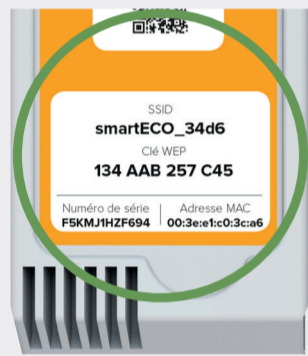 SSID
smartECO_34d6
Clé WEP
134 AAB 257 C45
Numéro de série
F5KMJ1HZF694
Adresse MAC
00:3e:e1:c0:3c:a6